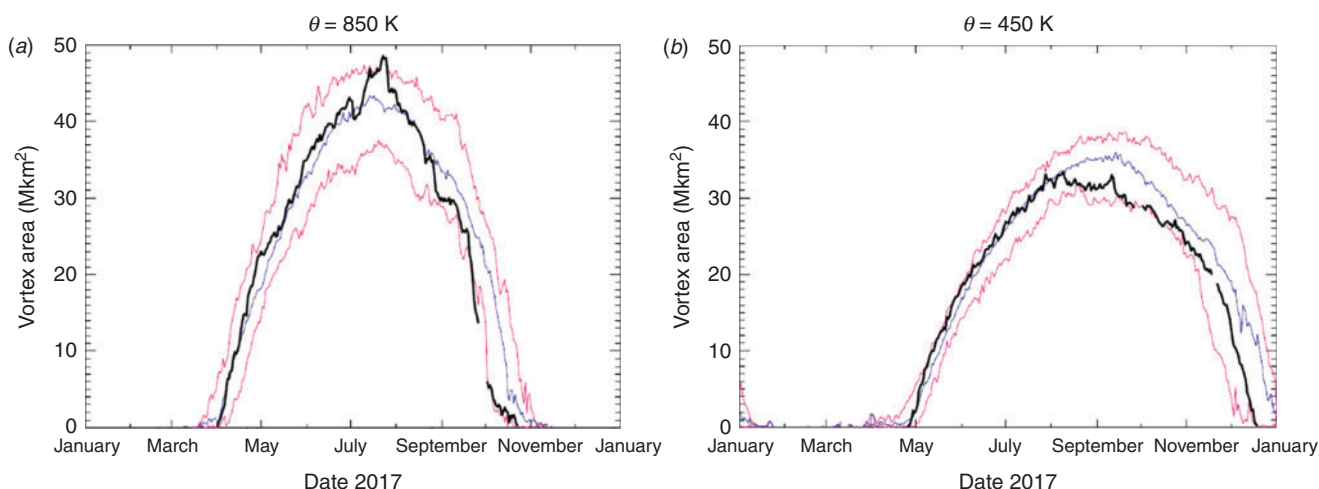 (a)
θ = 850 K
Vortex area (Mkm²)
50
40
30
20
10
0
January March May July September November January
Date 2017
(b)
θ = 450 K
Vortex area (Mkm²)
50
40
30
20
10
0
January March May July September November January
Date 2017